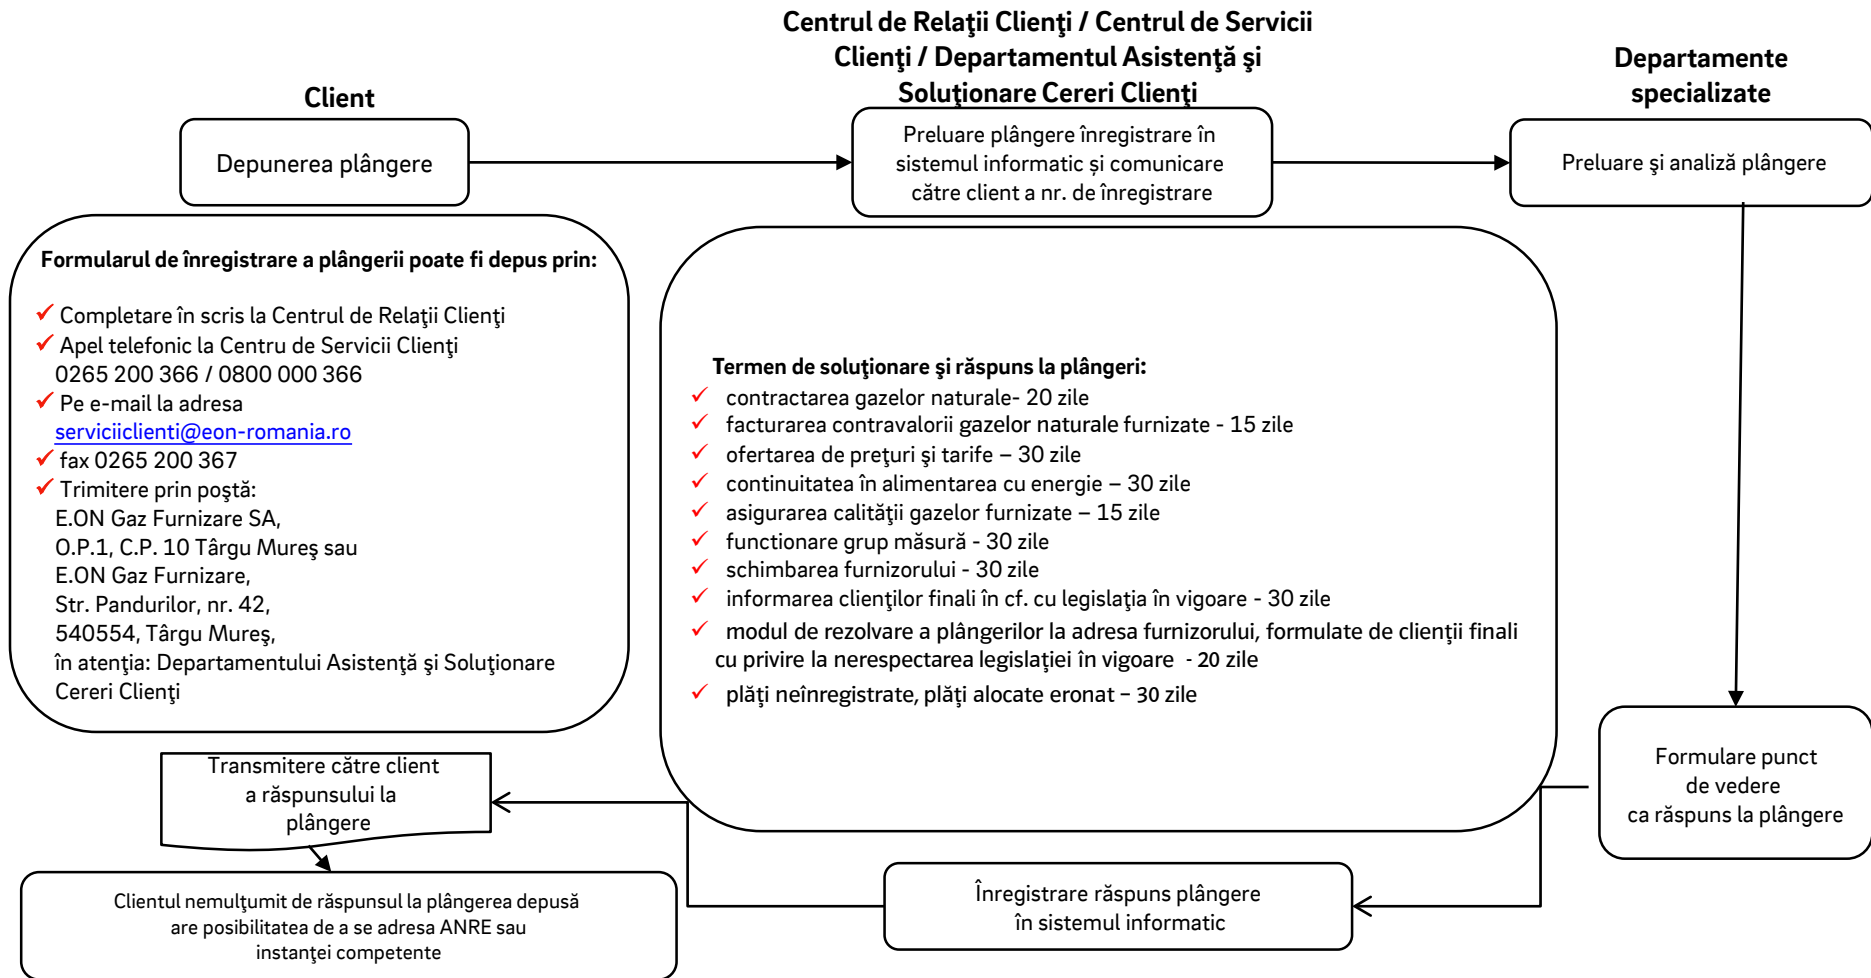 Client
Centrul de Relaţii Clienţi / Centrul de Servicii
Clienţi / Departamentul Asistenţă şi
Soluţionare Cereri Clienţi
Departamente
specializate
Depunerea plângere
Preluare plângere înregistrare în
sistemul informatic și comunicare
către client a nr. de înregistrare
Preluare şi analiză plângere
Formularul de înregistrare a plângerii poate fi depus prin:
✓ Completare în scris la Centrul de Relaţii Clienţi
✓ Apel telefonic la Centru de Servicii Clienţi
0265 200 366 / 0800 000 366
✓ Pe e-mail la adresa
serviciiclienti@eon-romania.ro
✓ fax 0265 200 367
✓ Trimitere prin poştă:
E.ON Gaz Furnizare SA,
O.P.1, C.P. 10 Târgu Mureş sau
E.ON Gaz Furnizare,
Str. Pandurilor, nr. 42,
540554, Târgu Mureş,
în atenţia: Departamentului Asistenţă şi Soluţionare
Cereri Clienţi
Termen de soluţionare şi răspuns la plângeri:
✓ contractarea gazelor naturale- 20 zile
✓ facturarea contravalorii gazelor naturale furnizate - 15 zile
✓ ofertarea de preţuri şi tarife – 30 zile
✓ continuitatea în alimentarea cu energie – 30 zile
✓ asigurarea calităţii gazelor furnizate – 15 zile
✓ functionare grup măsură - 30 zile
✓ schimbarea furnizorului - 30 zile
✓ informarea clienţilor finali în cf. cu legislaţia în vigoare - 30 zile
✓ modul de rezolvare a plângerilor la adresa furnizorului, formulate de clienții finali
cu privire la nerespectarea legislației în vigoare - 20 zile
✓ plăți neînregistrate, plăți alocate eronat – 30 zile
Formulare punct
de vedere
ca răspuns la plângere
Înregistrare răspuns plângere
în sistemul informatic
Transmitere către client
a răspunsului la
plângere
Clientul nemulţumit de răspunsul la plângerea depusă
are posibilitatea de a se adresa ANRE sau
instanţei competente